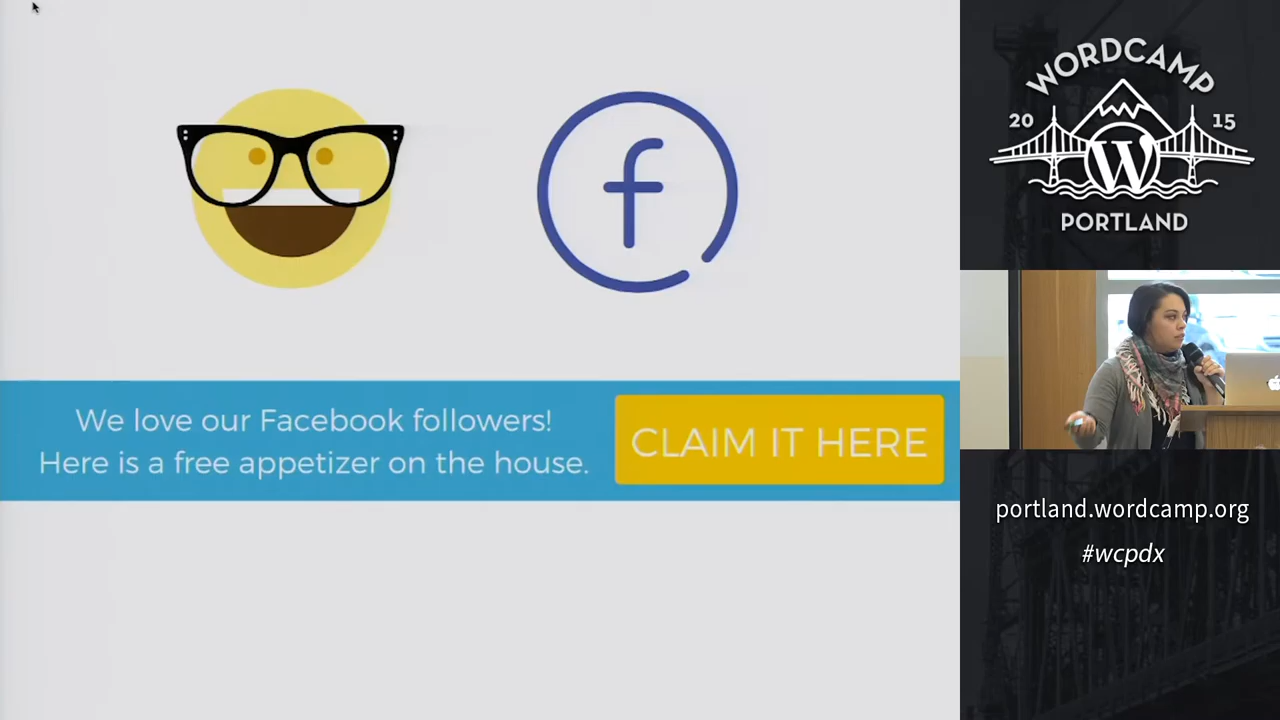 We love our Facebook followers!
Here is a free appetizer on the house.
CLAIM IT HERE
WORDCAMP
20 15
W
PORTLAND
portland.wordcamp.org
#wcpdx